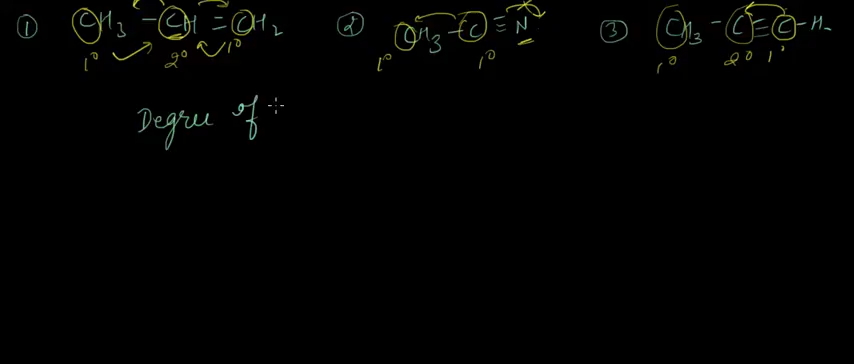 ① CH3 - CH = CH2 ② CH3 - C ≡ N ③ CH3 - C ≡ C - H
1° 2° 1° 1° 1° 1° 2° 1°
Degree of